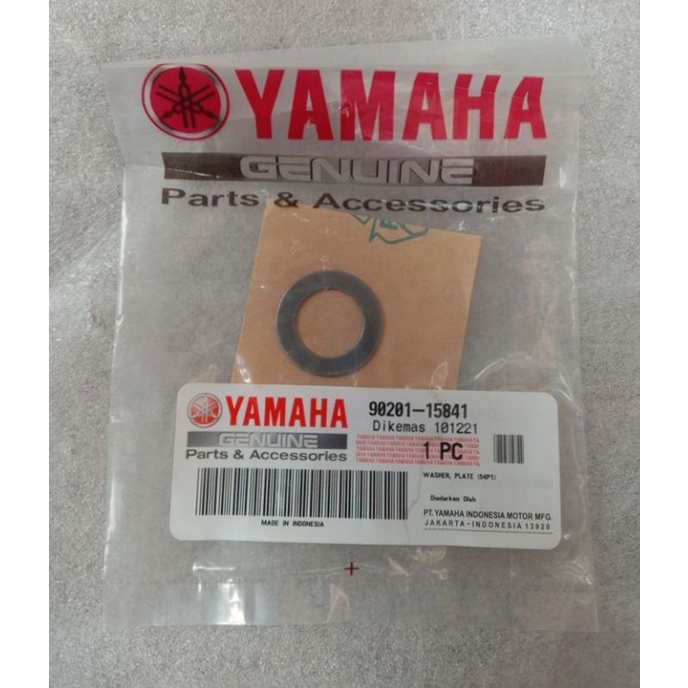 YAMAHA
GENUINE
Parts & Accessories
YAMAHA
GENUINE
Parts & Accessories
MADE IN INDONESIA
90201-15841
Dikemas 101221
1 PC
WASHER, PLATE (54P1)
Diedarkan Oleh
PT. YAMAHA INDONESIA MOTOR MFG.
JAKARTA-INDONESIA 13920